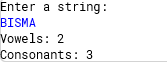 Enter a string:
BISMA
Vowels: 2
Consonants: 3